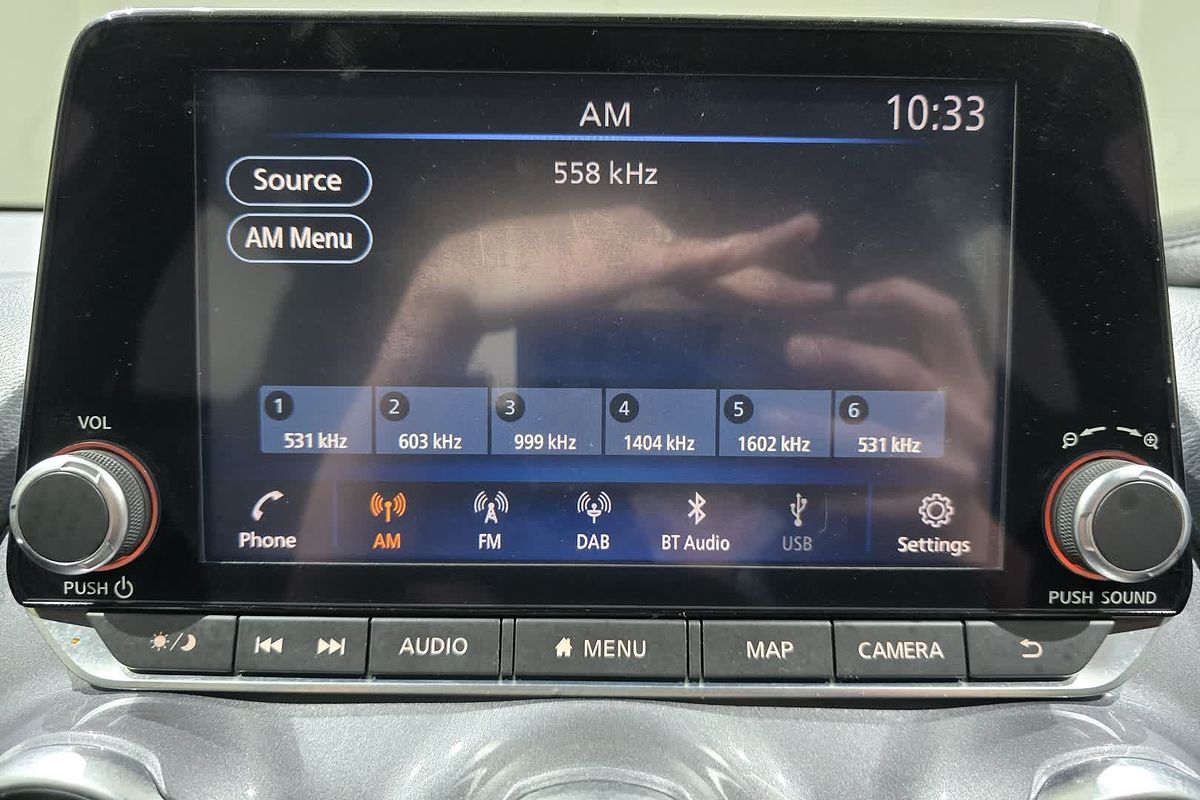 AM
10:33
558 kHz
Source
AM Menu
1
2
3
4
5
6
531 kHz
603 kHz
999 kHz
1404 kHz
1602 kHz
531 kHz
VOL
Phone
AM
FM
DAB
BT Audio
USB
Settings
PUSH
PUSH SOUND
AUDIO
MENU
MAP
CAMERA